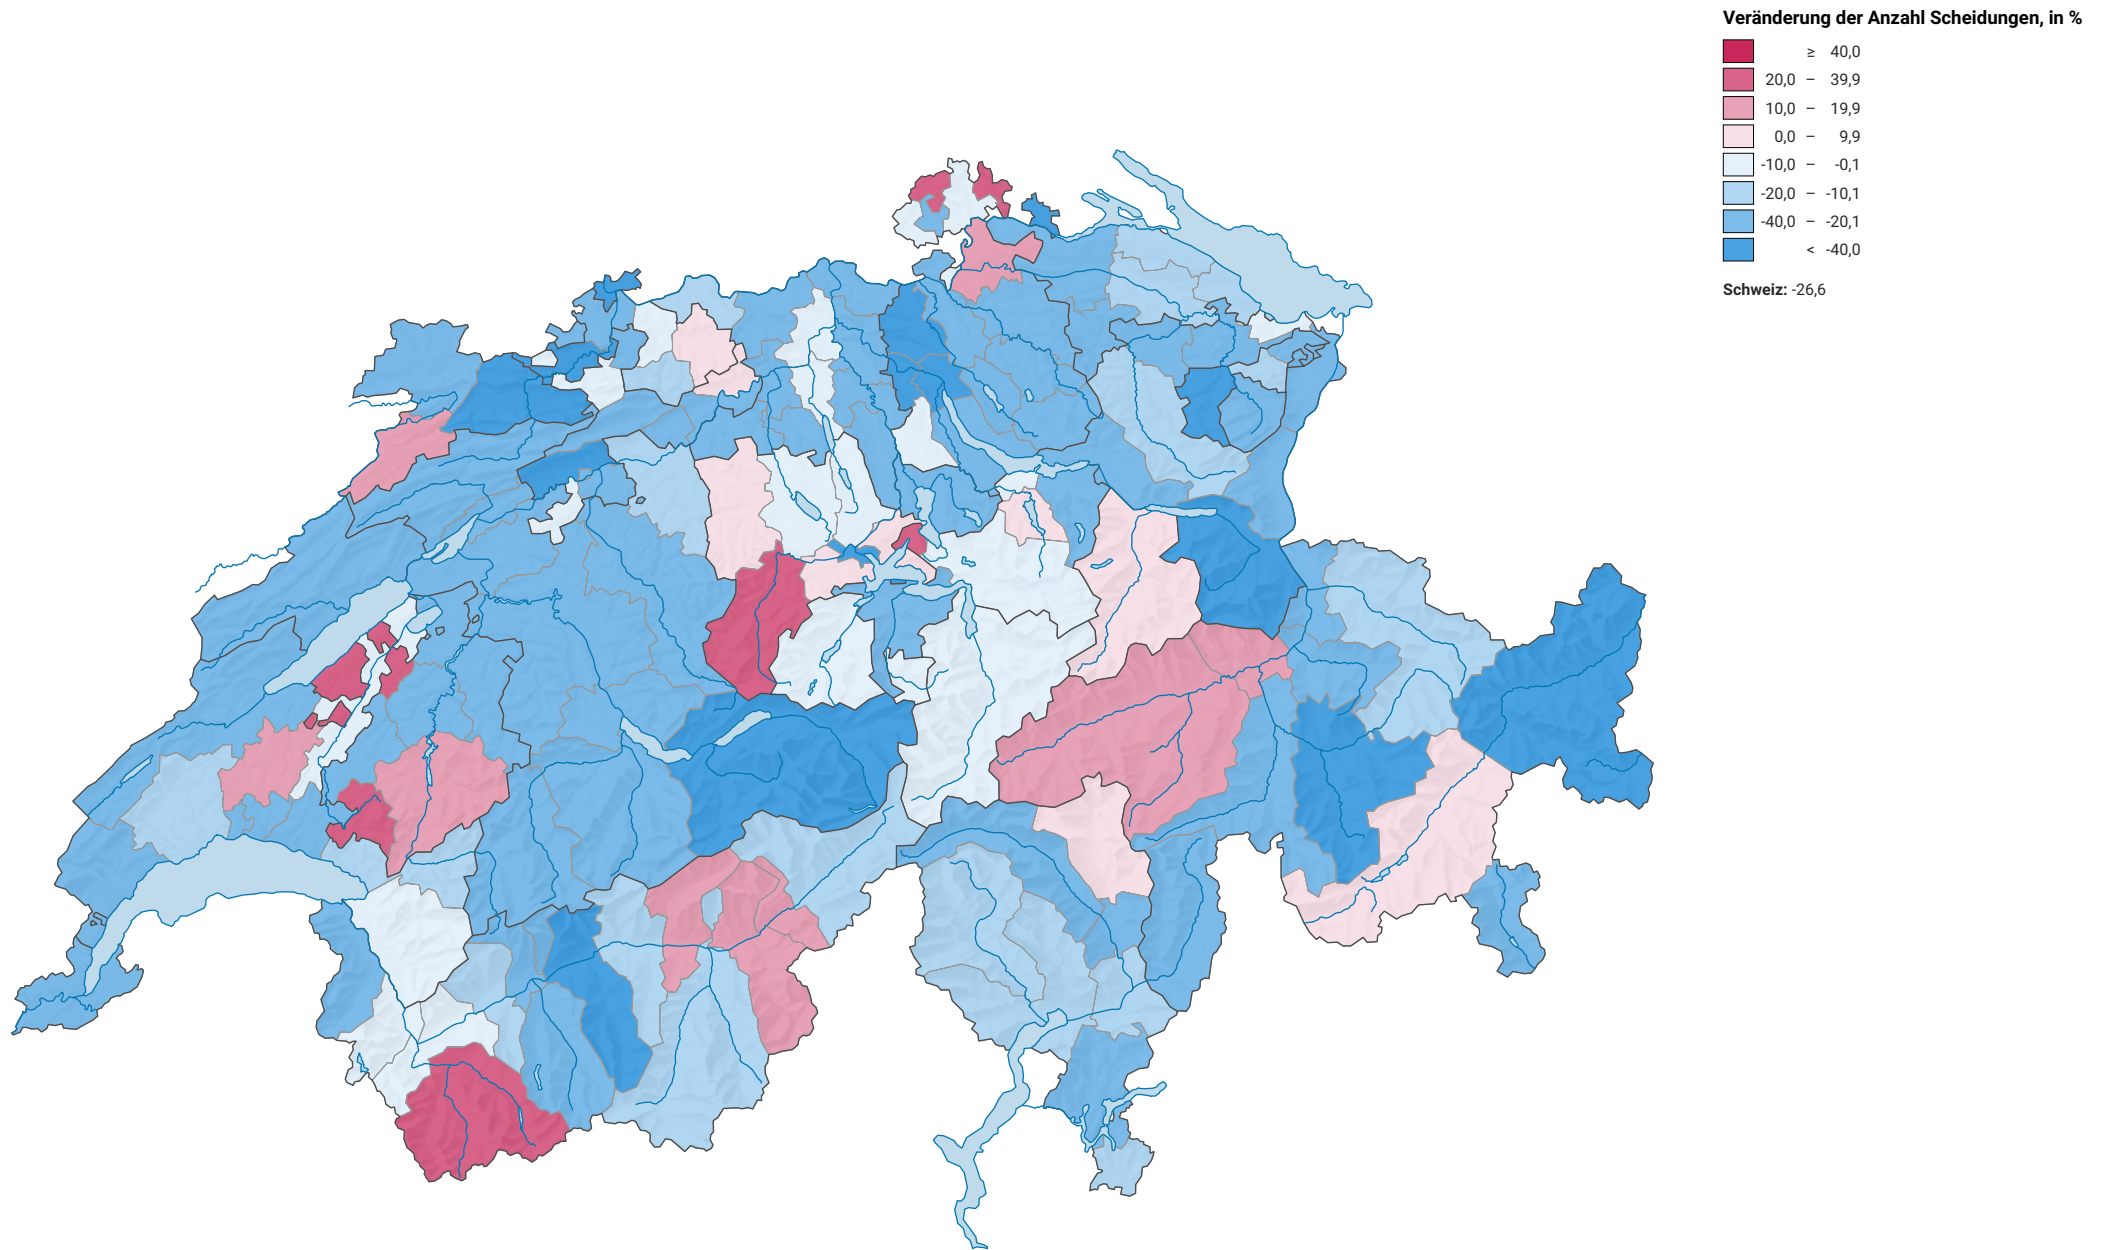 Veränderung der Anzahl Scheidungen, in %
≥ 40,0
20,0 – 39,9
10,0 – 19,9
0,0 – 9,9
-10,0 – -0,1
-20,0 – -10,1
-40,0 – -20,1
< -40,0
Schweiz: -26,6